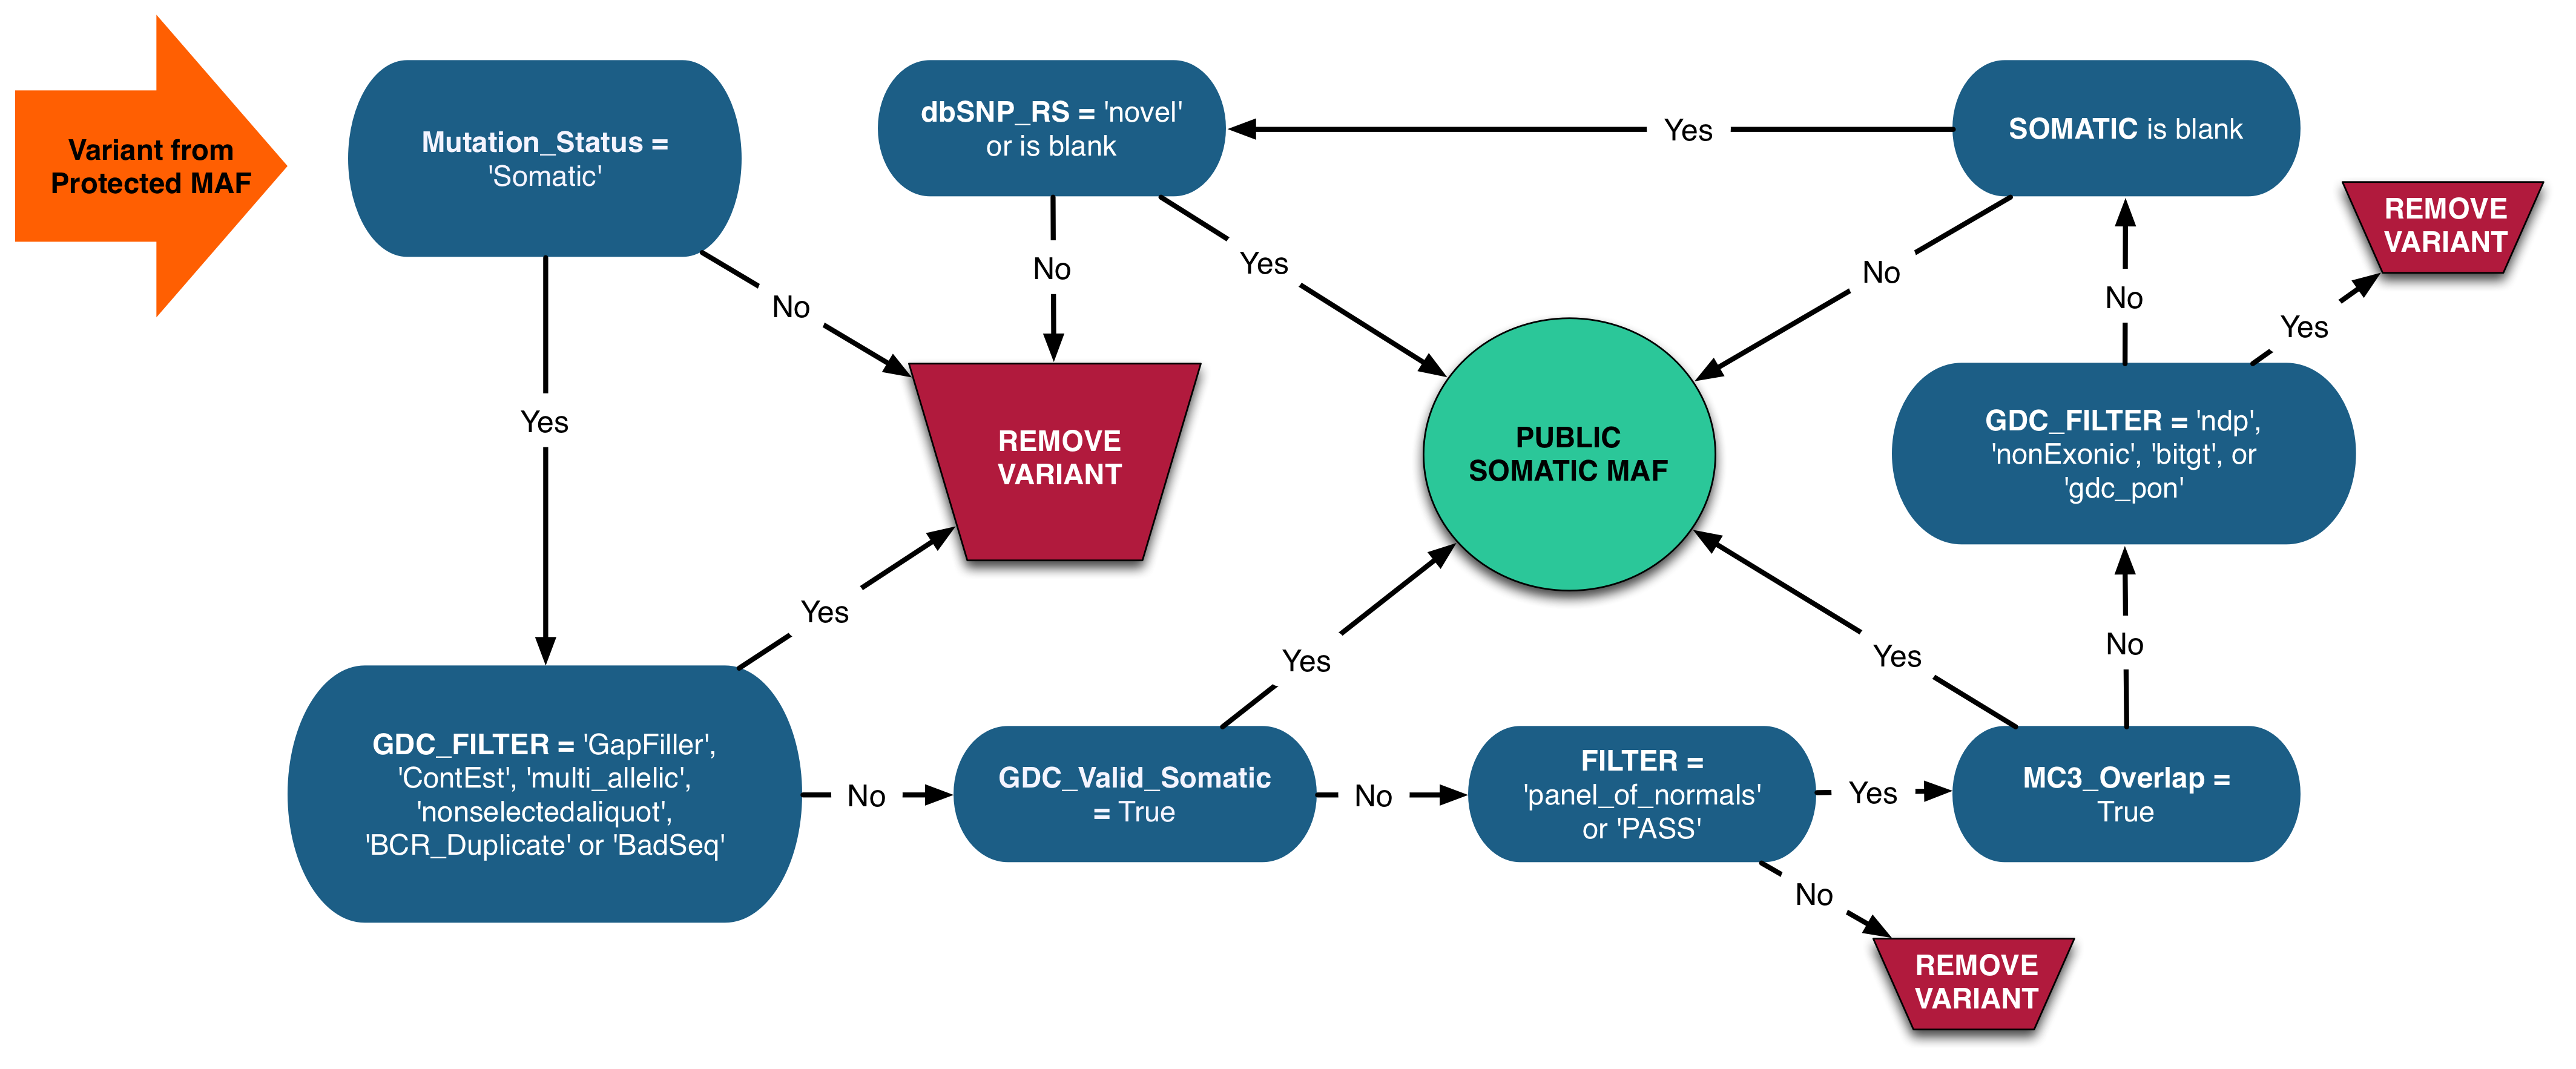 Variant from
Protected MAF
Mutation_Status =
'Somatic'
dbSNP_RS = 'novel'
or is blank
Yes
SOMATIC is blank
REMOVE
VARIANT
No
No
Yes
No
No
Yes
Yes
REMOVE
VARIANT
PUBLIC
SOMATIC MAF
GDC_FILTER = 'ndp',
'nonExonic', 'bitgt', or
'gdc_pon'
Yes
Yes
Yes
No
GDC_FILTER = 'GapFiller',
'ContEst', 'multi_allelic',
'nonselectedaliquot',
'BCR_Duplicate' or 'BadSeq'
No
GDC_Valid_Somatic
= True
No
FILTER =
'panel_of_normals'
or 'PASS'
Yes
MC3_Overlap =
True
No
REMOVE
VARIANT